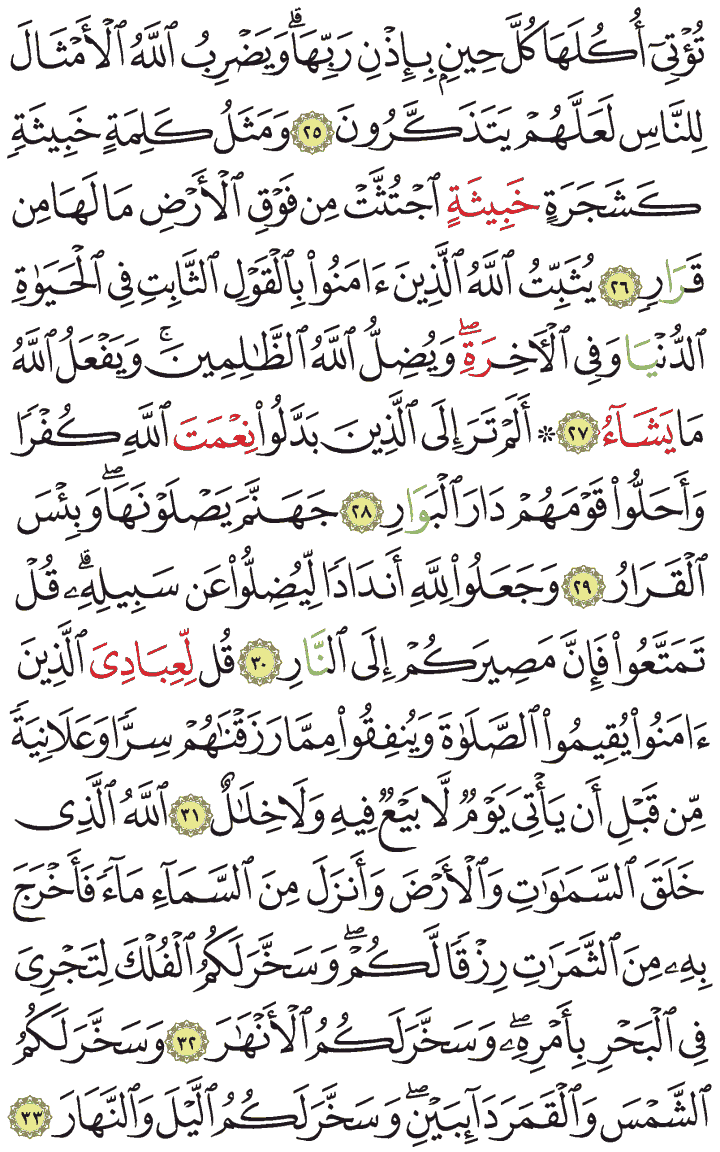 تُؤْتِىٓ أُكُلَهَا كُلَّ حِينٍۭ بِإِذْنِ رَبِّهَاۗ وَيَضْرِبُ ٱللَّهُ ٱلْأَمْثَالَ
لِلنَّاسِ لَعَلَّهُمْ يَتَذَكَّرُونَ ٢٥ وَمَثَلُ كَلِمَةٍ خَبِيثَةٍ
كَشَجَرَةٍ خَبِيثَةٍ ٱجْتُثَّتْ مِن فَوْقِ ٱلْأَرْضِ مَا لَهَا مِن
قَرَارٍ ٢٦ يُثَبِّتُ ٱللَّهُ ٱلَّذِينَ ءَامَنُوا۟ بِٱلْقَوْلِ ٱلثَّابِتِ فِى ٱلْحَيَوٰةِ
ٱلدُّنْيَا وَفِى ٱلْأَخِرَةِۖ وَيُضِلُّ ٱللَّهُ ٱلظَّٰلِمِينَۚ وَيَفْعَلُ ٱللَّهُ
مَا يَشَآءُ ٢٧ ۞ أَلَمْ تَرَ إِلَى ٱلَّذِينَ بَدَّلُوا۟ نِعْمَتَ ٱللَّهِ كُفْرًا
وَأَحَلُّوا۟ قَوْمَهُمْ دَارَ ٱلْبَوَارِ ٢٨ جَهَنَّمَ يَصْلَوْنَهَاۖ وَبِئْسَ
ٱلْقَرَارُ ٢٩ وَجَعَلُوا۟ لِلَّهِ أَندَادًا لِّيُضِلُّوا۟ عَن سَبِيلِهِۦۗ قُلْ
تَمَتَّعُوا۟ فَإِنَّ مَصِيرَكُمْ إِلَى ٱلنَّارِ ٣٠ قُل لِّعِبَادِىَ ٱلَّذِينَ
ءَامَنُوا۟ يُقِيمُوا۟ ٱلصَّلَوٰةَ وَيُنفِقُوا۟ مِمَّا رَزَقْنَٰهُمْ سِرًّا وَعَلَانِيَةً
مِّن قَبْلِ أَن يَأْتِىَ يَوْمٌ لَّا بَيْعٌ فِيهِ وَلَا خِلَٰلٌ ٣١ ٱللَّهُ ٱلَّذِى
خَلَقَ ٱلسَّمَٰوَٰتِ وَٱلْأَرْضَ وَأَنزَلَ مِنَ ٱلسَّمَآءِ مَآءً فَأَخْرَجَ
بِهِۦ مِنَ ٱلثَّمَرَٰتِ رِزْقًا لَّكُمْۖ وَسَخَّرَ لَكُمُ ٱلْفُلْكَ لِتَجْرِىَ
فِى ٱلْبَحْرِ بِأَمْرِهِۦۖ وَسَخَّرَ لَكُمُ ٱلْأَنْهَٰرَ ٣٢ وَسَخَّرَ لَكُمُ
ٱلشَّمْسَ وَٱلْقَمَرَ دَآئِبَيْنِۖ وَسَخَّرَ لَكُمُ ٱلَّيْلَ وَٱلنَّهَارَ ٣٣